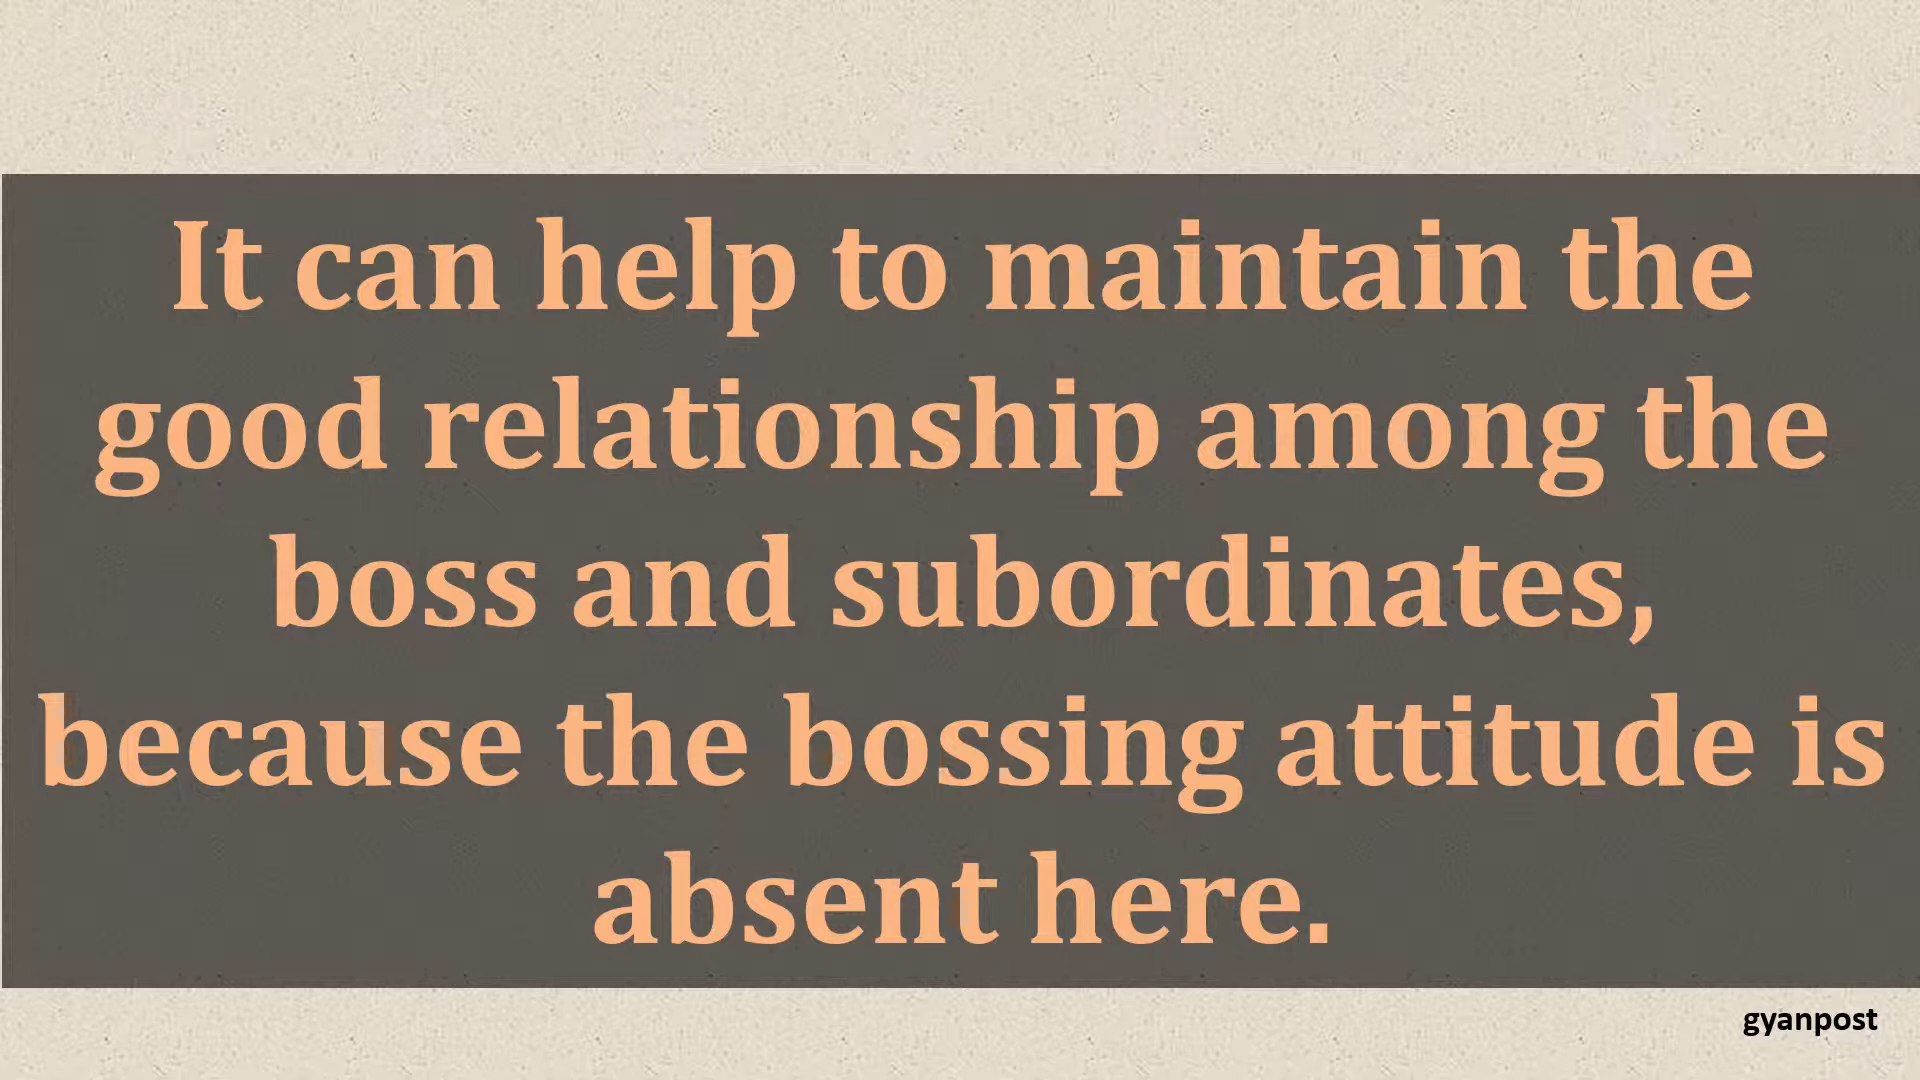 It can help to maintain the
good relationship among the
boss and subordinates,
because the bossing attitude is
absent here.
gyanpost